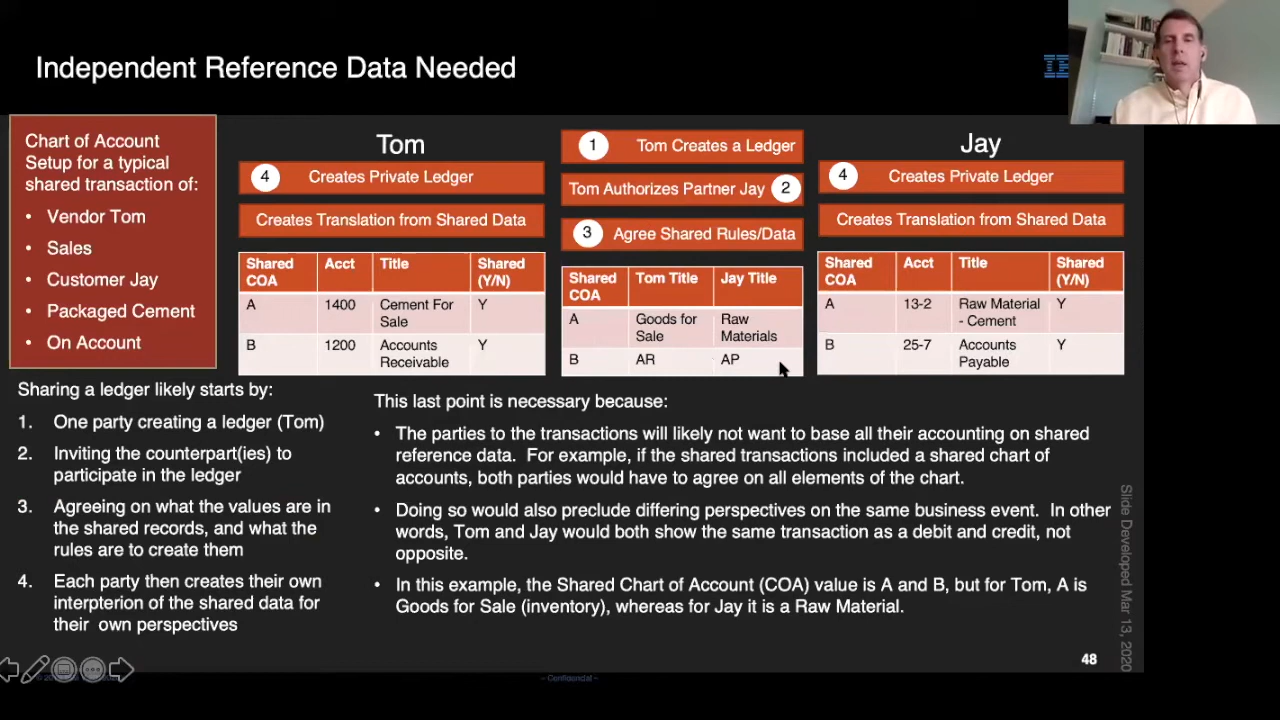 Independent Reference Data Needed
Chart of Account
Setup for a typical
shared transaction of:
• Vendor Tom
• Sales
• Customer Jay
• Packaged Cement
• On Account
Tom
4 Creates Private Ledger
Creates Translation from Shared Data
Shared COA Acct Title Shared (Y/N)
A 1400 Cement For Sale Y
B 1200 Accounts Receivable Y
1 Tom Creates a Ledger
Tom Authorizes Partner Jay 2
3 Agree Shared Rules/Data
Shared COA Tom Title Jay Title
A Goods for Sale Raw Materials
B AR AP
Jay
4 Creates Private Ledger
Creates Translation from Shared Data
Shared COA Acct Title Shared (Y/N)
A 13-2 Raw Material - Cement Y
B 25-7 Accounts Payable Y
Sharing a ledger likely starts by:
1. One party creating a ledger (Tom)
2. Inviting the counterpart(ies) to
participate in the ledger
3. Agreeing on what the values are in
the shared records, and what the
rules are to create them
4. Each party then creates their own
interpterion of the shared data for
their own perspectives
This last point is necessary because:
• The parties to the transactions will likely not want to base all their accounting on shared
reference data. For example, if the shared transactions included a shared chart of
accounts, both parties would have to agree on all elements of the chart.
• Doing so would also preclude differing perspectives on the same business event. In other
words, Tom and Jay would both show the same transaction as a debit and credit, not
opposite.
• In this example, the Shared Chart of Account (COA) value is A and B, but for Tom, A is
Goods for Sale (inventory), whereas for Jay it is a Raw Material.
Slide Developed Mar 13, 2020
48
– Confidential –